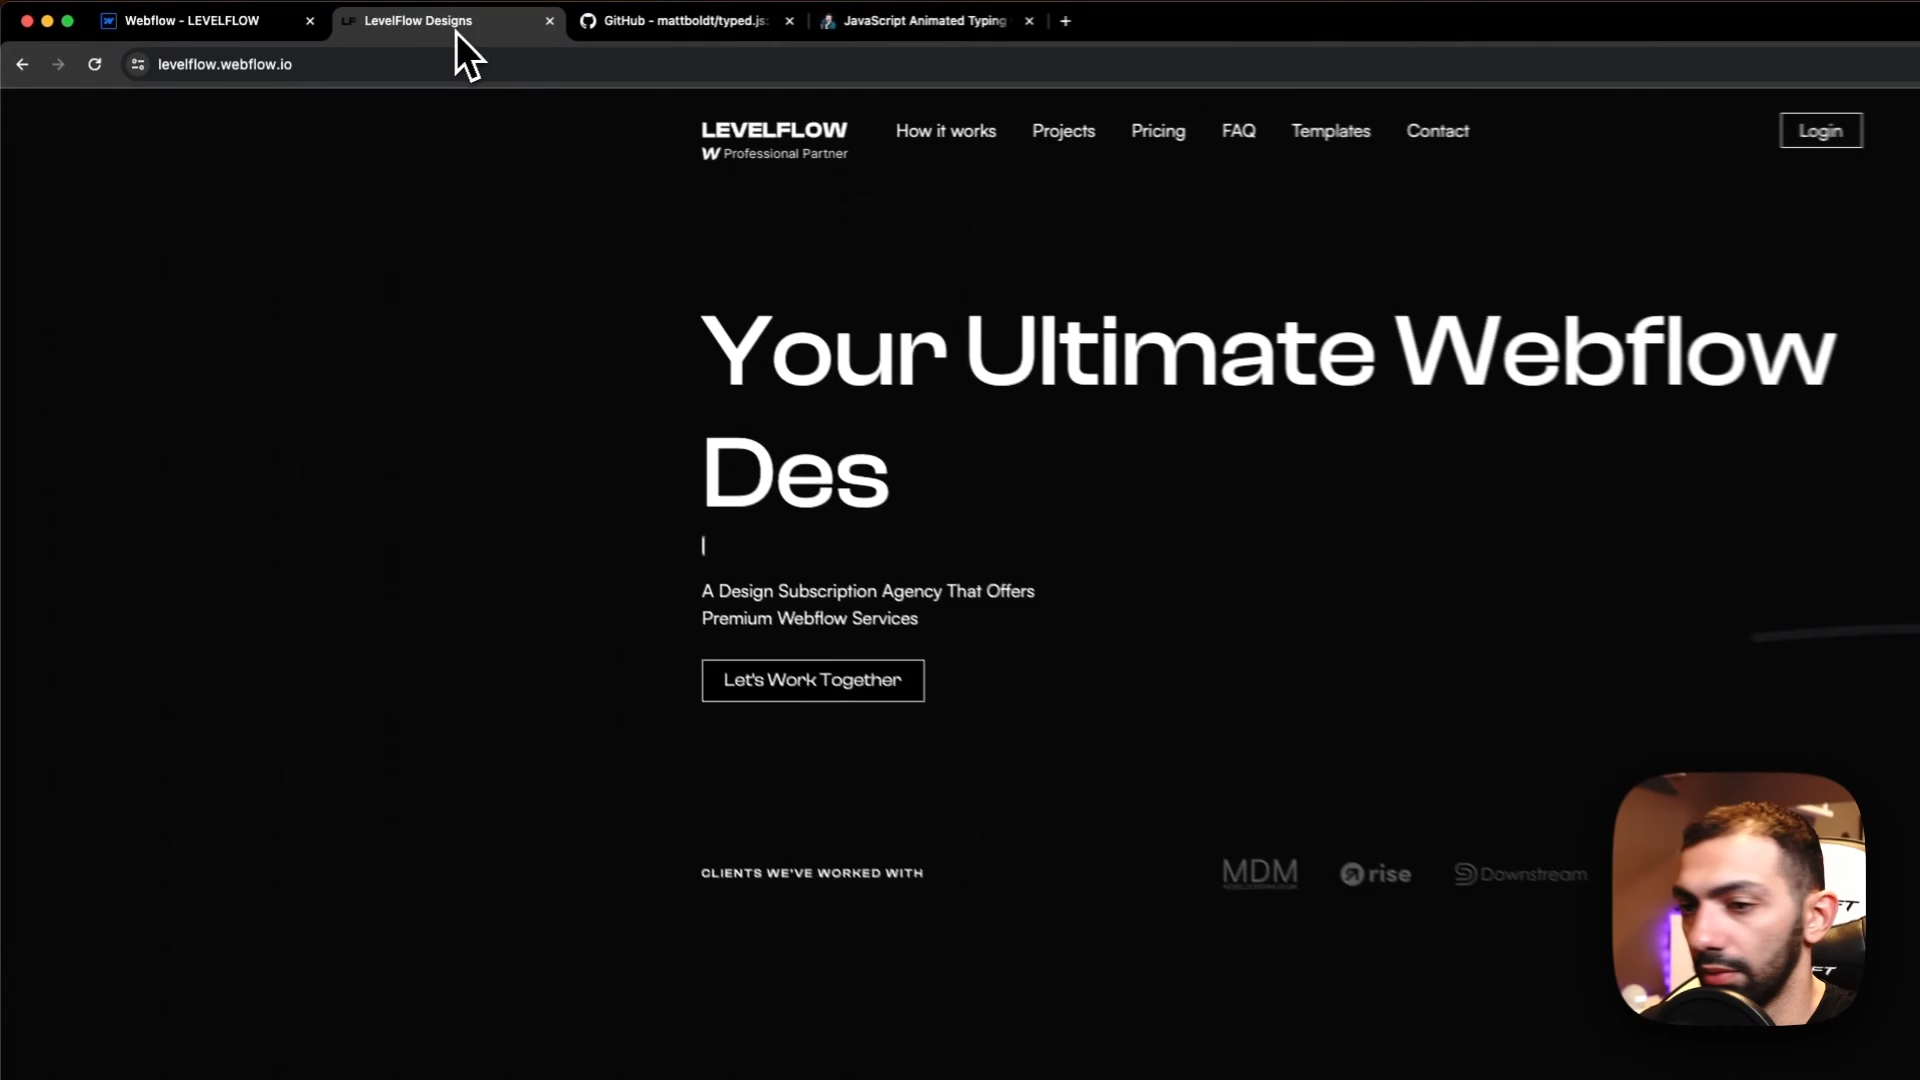 Webflow - LEVELFLOW
LF LevelFlow Designs
GitHub - mattboldt/typed.js:
JavaScript Animated Typing
levelflow.webflow.io
LEVELFLOW
Professional Partner
How it works
Projects
Pricing
FAQ
Templates
Contact
Login
Your Ultimate Webflow
Des
A Design Subscription Agency That Offers
Premium Webflow Services
Let's Work Together
CLIENTS WE'VE WORKED WITH
MDM
rise
Downstream